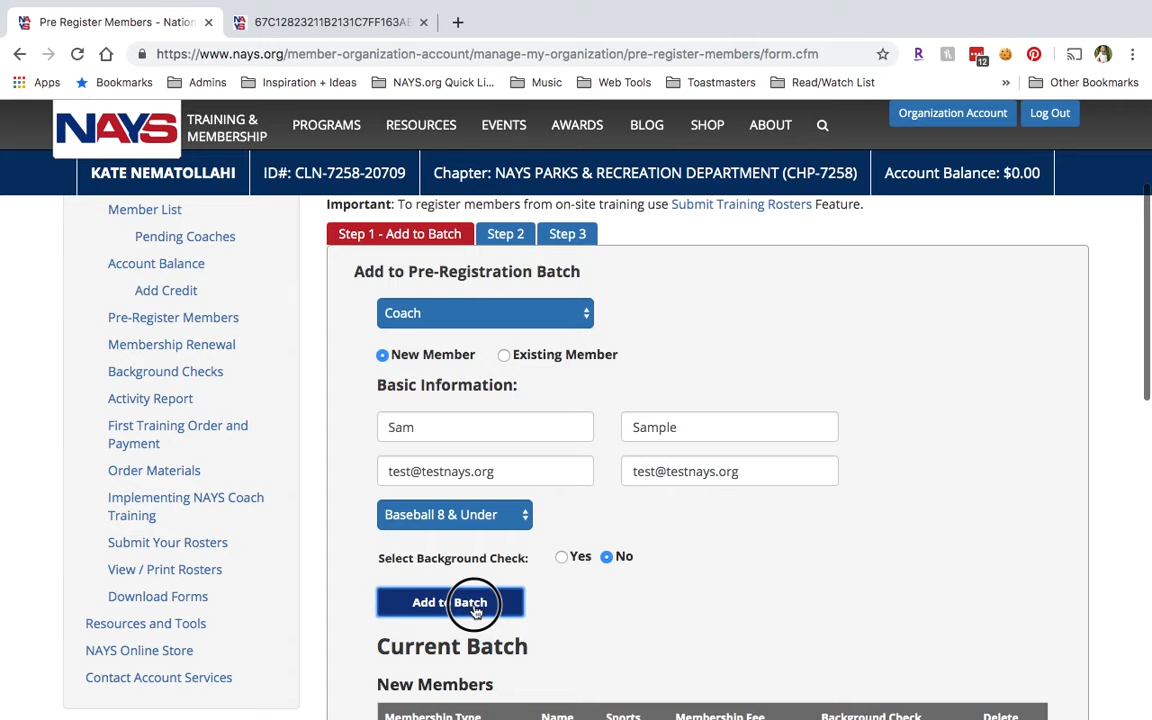 Pre Register Members - Nation
67C12823211B2131C7FF163AE
https://www.nays.org/member-organization-account/manage-my-organization/pre-register-members/form.cfm
R
12
Apps
Bookmarks
Admins
Inspiration + Ideas
NAYS.org Quick Li...
Music
Web Tools
Toastmasters
Read/Watch List
»
Other Bookmarks
NAYS
TRAINING &
MEMBERSHIP
PROGRAMS
RESOURCES
EVENTS
AWARDS
BLOG
SHOP
ABOUT
Organization Account
Log Out
KATE NEMATOLLAHI
ID#: CLN-7258-20709
Chapter: NAYS PARKS & RECREATION DEPARTMENT (CHP-7258)
Account Balance: $0.00
Member List
Pending Coaches
Account Balance
Add Credit
Pre-Register Members
Membership Renewal
Background Checks
Activity Report
First Training Order and
Payment
Order Materials
Implementing NAYS Coach
Training
Submit Your Rosters
View / Print Rosters
Download Forms
Resources and Tools
NAYS Online Store
Contact Account Services
Important: To register members from on-site training use Submit Training Rosters Feature.
Step 1 - Add to Batch
Step 2
Step 3
Add to Pre-Registration Batch
Coach
New Member
Existing Member
Basic Information:
Sam
Sample
test@testnays.org
test@testnays.org
Baseball 8 & Under
Select Background Check:
Yes
No
Add to Batch
Current Batch
New Members
Membership Type
Name
Sports
Membership Fee
Background Check
Delete